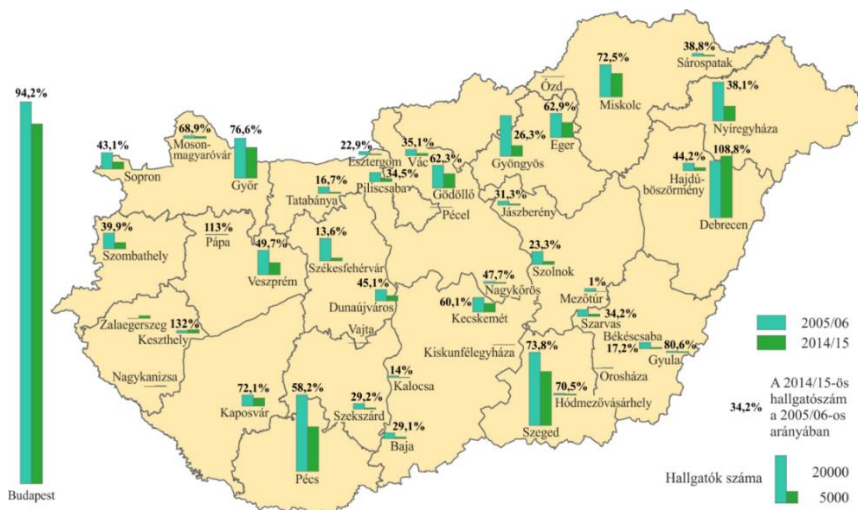 94,2%
Budapest
43,1%
Sopron
68,9%
Moson-
magyaróvár
76,6%
Győr
22,9%
Esztergom
35,1%
Vác
34,5%
Piliscsaba
62,3%
Gödöllő
Pécel
16,7%
Tatabánya
26,3%
Gyöngyös
62,9%
Eger
Ózd
72,5%
Miskolc
38,8%
Sárospatak
38,1%
Nyíregyháza
44,2%
Hajdú-
böszörmény
108,8%
Debrecen
31,3%
Jászberény
39,9%
Szombathely
113%
Pápa
49,7%
Veszprém
13,6%
Székesfehérvár
45,1%
Dunaújváros
Vajta
47,7%
Nagykőrös
60,1%
Kecskemét
23,3%
Szolnok
1%
Mezőtúr
34,2%
Szarvas
Békéscsaba
17,2%
80,6%
Gyula
Zalaegerszeg
132%
Keszthely
Nagykanizsa
Kiskunfélegyháza
Orosháza
72,1%
Kaposvár
58,2%
Pécs
29,2%
Szekszárd
14%
Kalocsa
29,1%
Baja
73,8%
Szeged
70,5%
Hódmezővásárhely
2005/06
2014/15
34,2%
A 2014/15-ös
hallgatószám
a 2005/06-os
arányában
Hallgatók száma
20000
5000